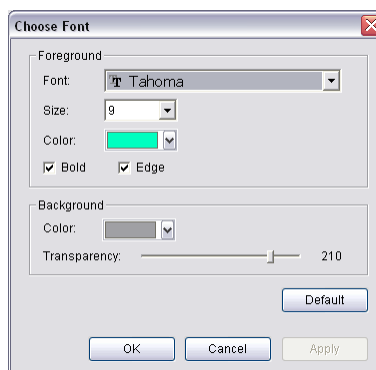 Choose Font
Foreground
Font: Tahoma
Size: 9
Color:
Bold Edge
Background
Color:
Transparency: 210
Default
OK Cancel Apply